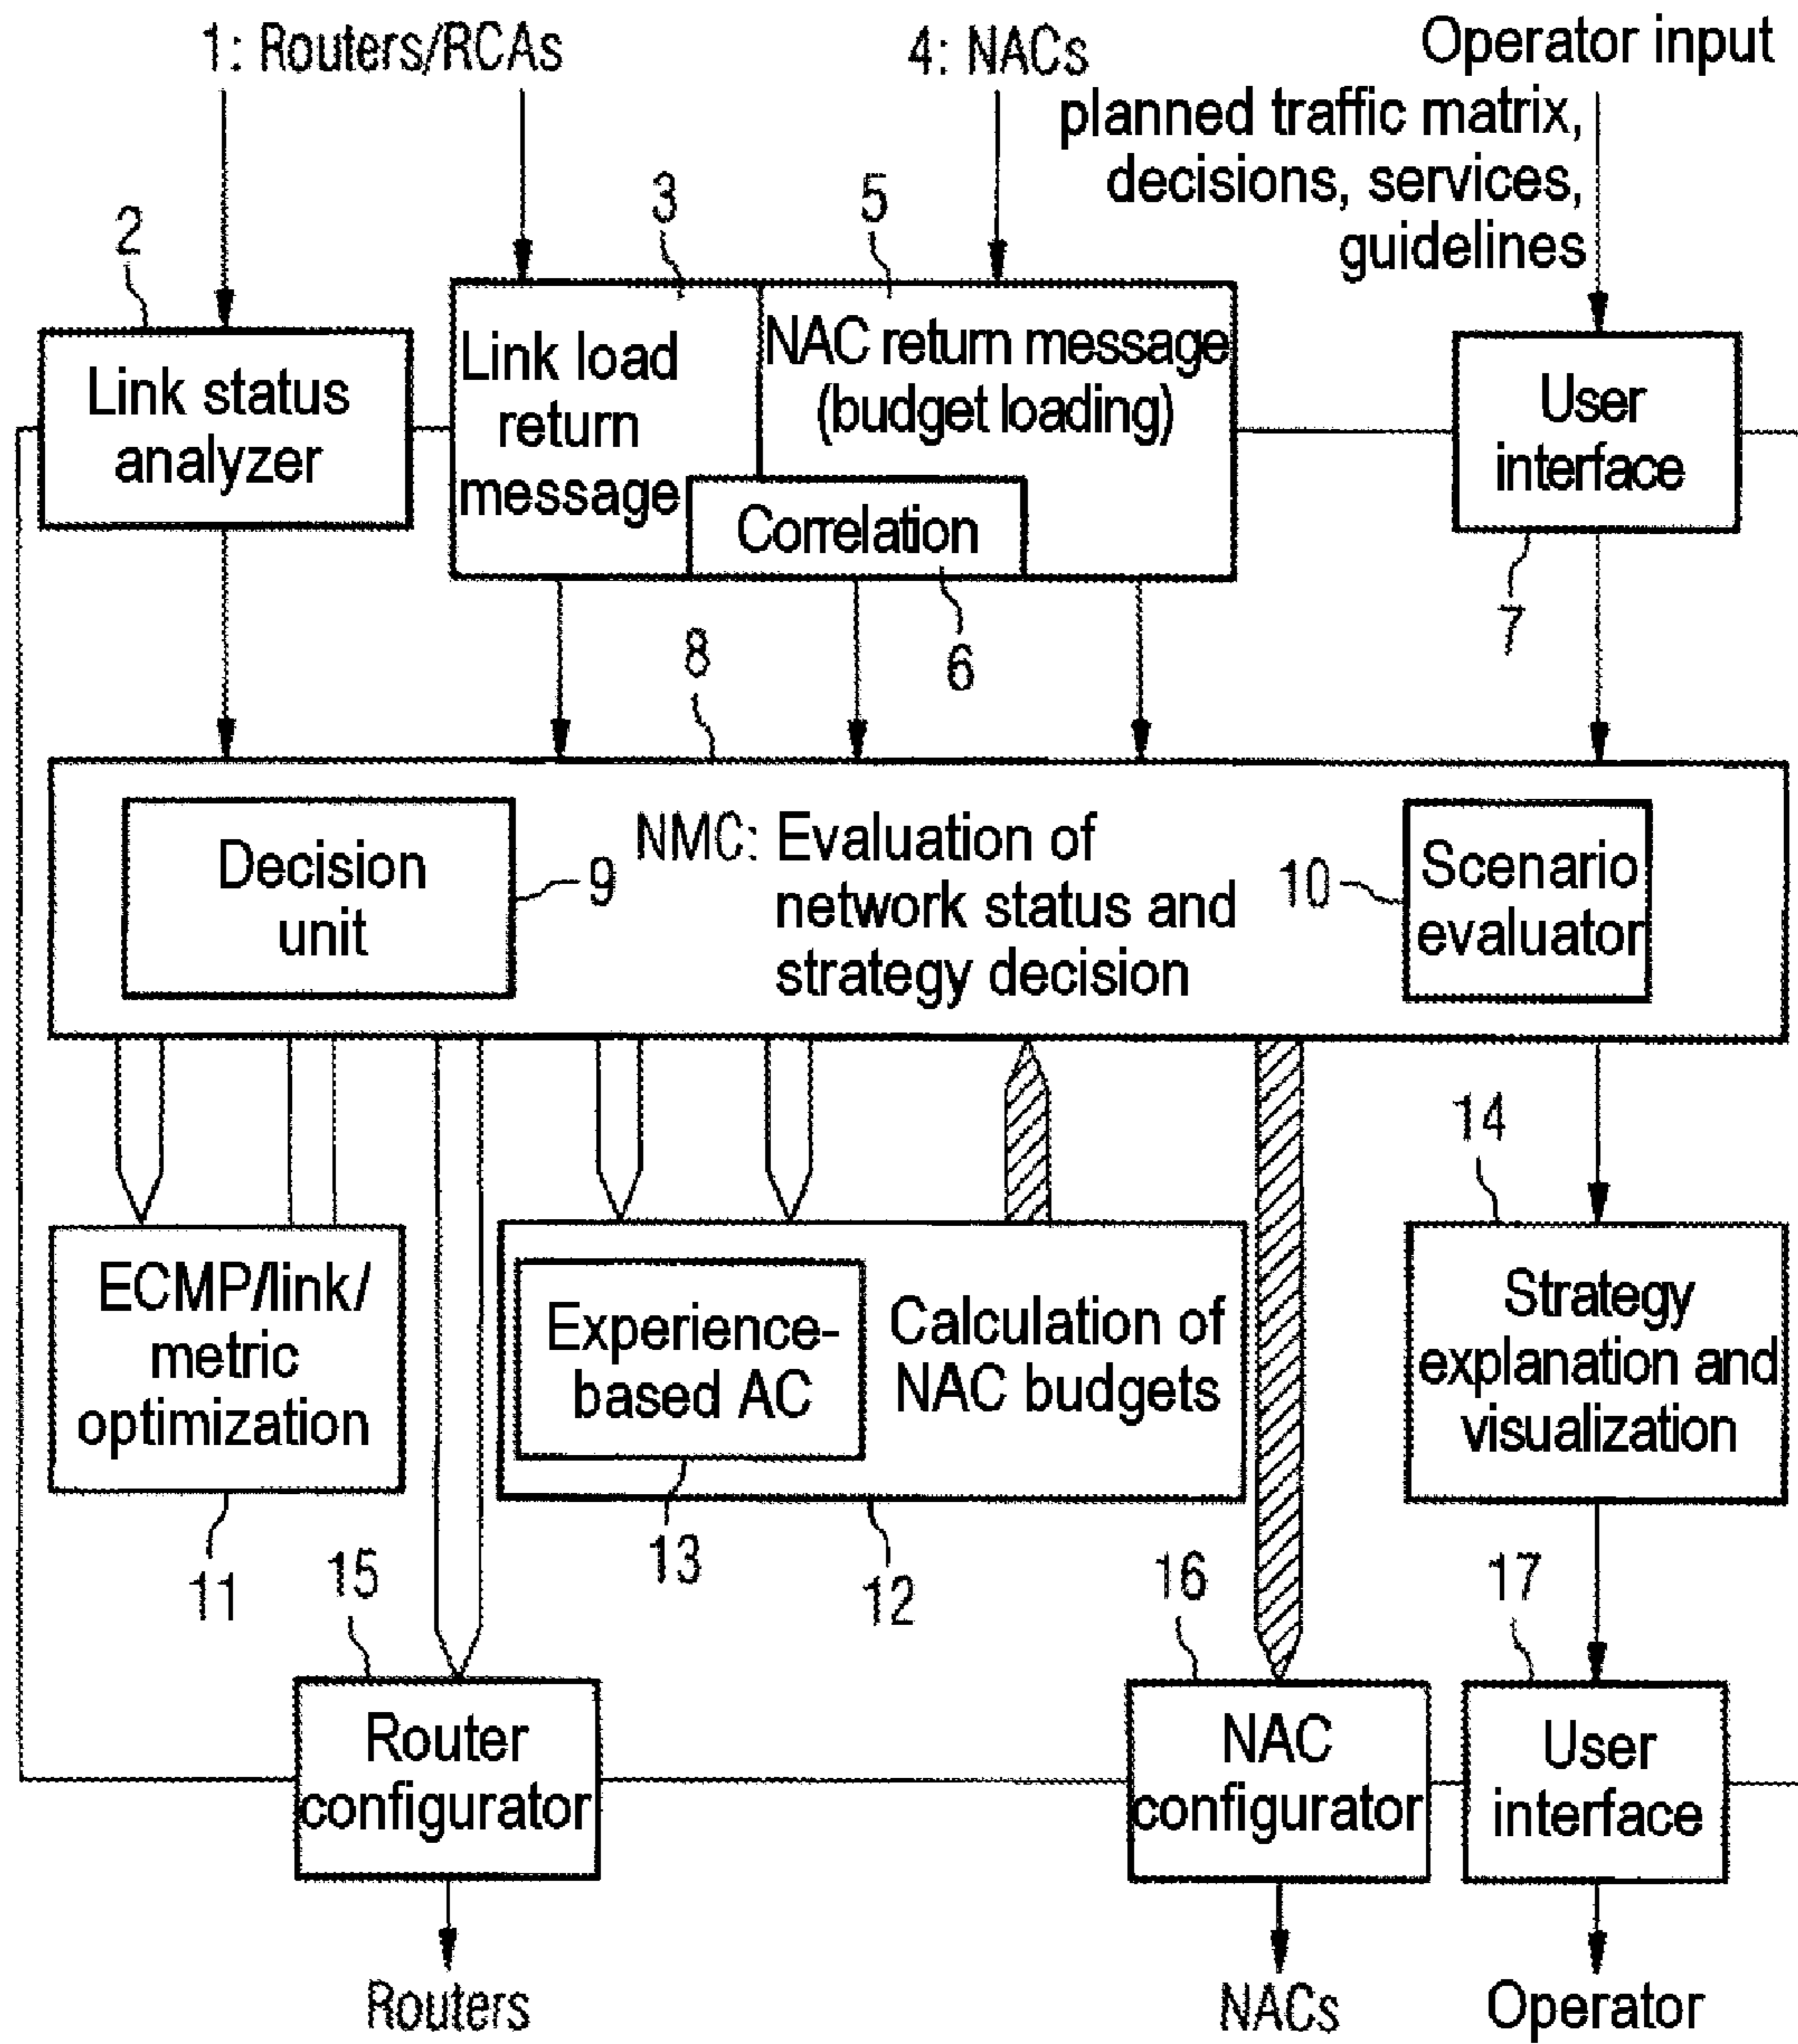 1: Routers/RCAs
4: NACs
Operator input
planned traffic matrix,
decisions, services,
guidelines
2
3
5
Link status
analyzer
Link load
return
message
NAC return message
(budget loading)
Correlation
User
interface
6
7
8
Decision
unit
9
NMC: Evaluation of
network status and
strategy decision
10
Scenario
evaluator
14
ECMP/link/
metric
optimization
Experience-
based AC
Calculation of
NAC budgets
Strategy
explanation and
visualization
11
15
13
12
16
17
Router
configurator
NAC
configurator
User
interface
Routers
NACs
Operator